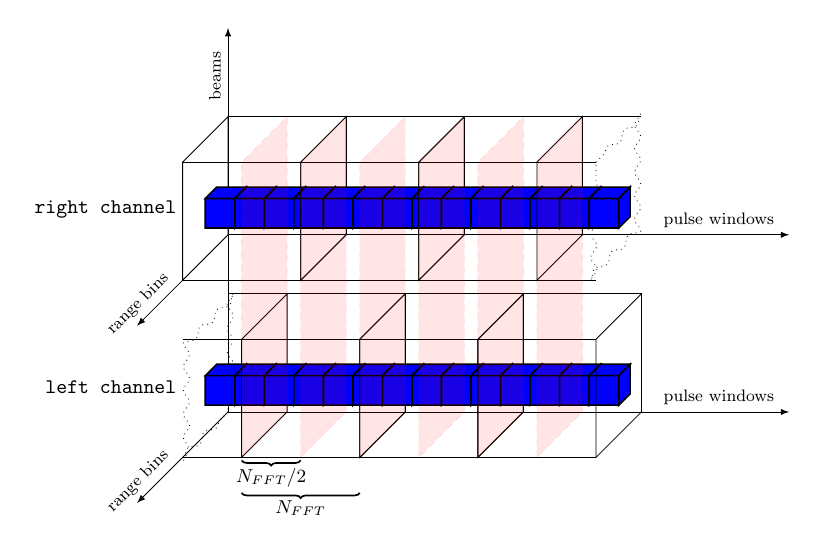 beams
right channel
pulse windows
range bins
left channel
pulse windows
range bins
N_{FFT}/2
N_{FFT}